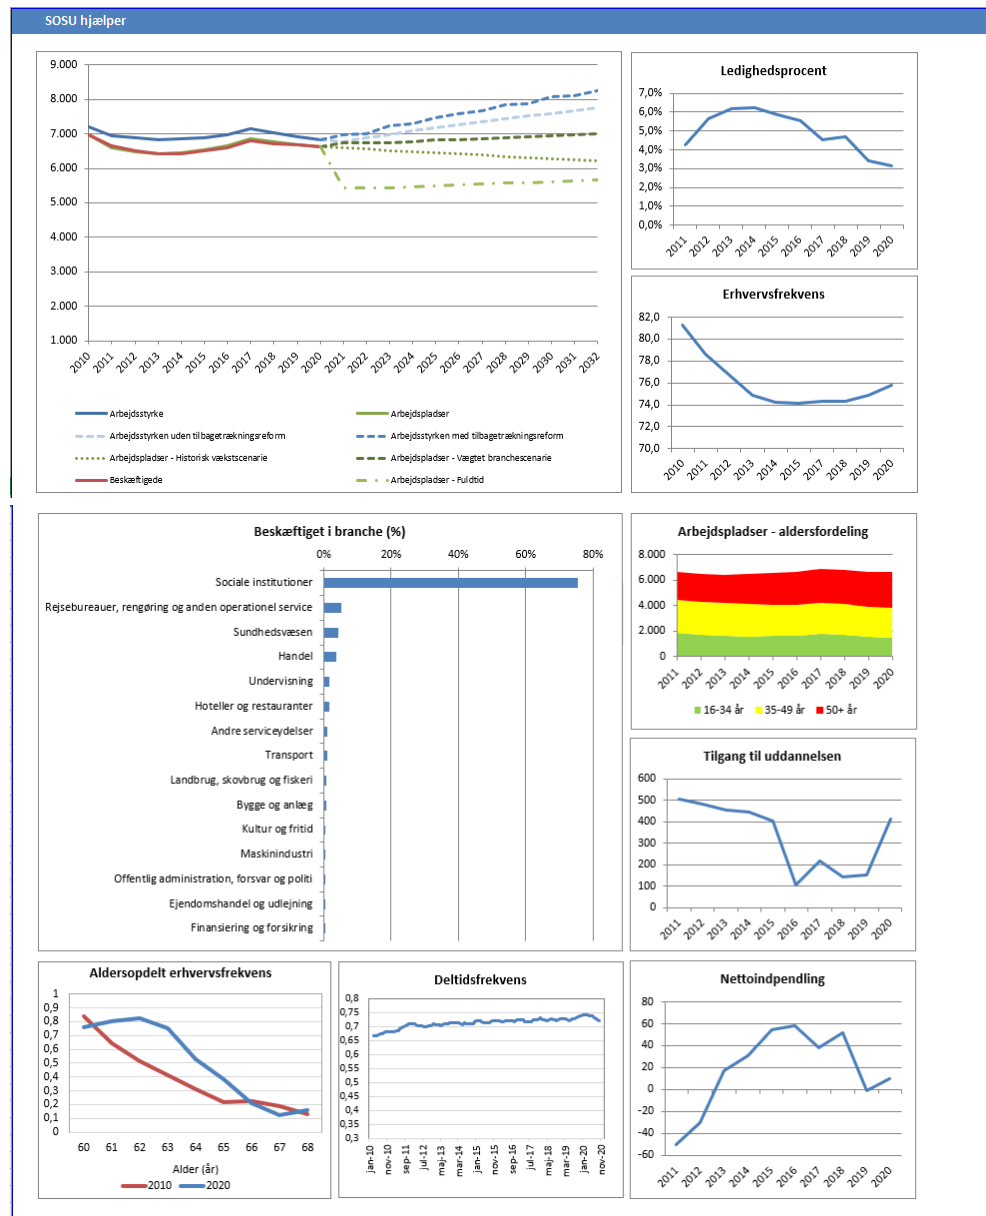 SOSU hjælper
9.000
8.000
7.000
6.000
5.000
4.000
3.000
2.000
1.000
2010 2011 2012 2013 2014 2015 2016 2017 2018 2019 2020 2021 2022 2023 2024 2025 2026 2027 2028 2029 2030 2031 2032
Arbejdsstyrke Arbejdspladser
Arbejdsstyrken uden tilbagetrækningsreform Arbejdsstyrken med tilbagetrækningsreform
Arbejdspladser - Historisk vækstscenarie Arbejdspladser - Vægtet branchescenarie
Beskæftigede Arbejdspladser - Fuldtid
Ledighedsprocent
7,0%
6,0%
5,0%
4,0%
3,0%
2,0%
1,0%
0,0%
2011 2012 2013 2014 2015 2016 2017 2018 2019 2020
Erhvervsfrekvens
82,0
80,0
78,0
76,0
74,0
72,0
70,0
2010 2011 2012 2013 2014 2015 2016 2017 2018 2019 2020
Beskæftiget i branche (%)
0% 20% 40% 60% 80%
Sociale institutioner
Rejsebureauer, rengøring og anden operationel service
Sundhedsvæsen
Handel
Undervisning
Hoteller og restauranter
Andre serviceydelser
Transport
Landbrug, skovbrug og fiskeri
Bygge og anlæg
Kultur og fritid
Maskinindustri
Offentlig administration, forsvar og politi
Ejendomshandel og udlejning
Finansiering og forsikring
Arbejdspladser - aldersfordeling
8.000
6.000
4.000
2.000
0
2011 2012 2013 2014 2015 2016 2017 2018 2019 2020
16-34 år 35-49 år 50+ år
Tilgang til uddannelsen
600
500
400
300
200
100
0
2011 2012 2013 2014 2015 2016 2017 2018 2019 2020
Aldersopdelt erhvervsfrekvens
1
0,9
0,8
0,7
0,6
0,5
0,4
0,3
0,2
0,1
0
60 61 62 63 64 65 66 67 68
Alder (år)
2010 2020
Deltidsfrekvens
0,8
0,7
0,6
0,5
0,4
0,3
jan-10 nov-10 sep-11 jul-12 maj-13 mar-14 jan-15 nov-15 sep-16 jul-17 maj-18 mar-19 jan-20 nov-20
Nettoindpendling
80
60
40
20
0
-20
-40
-60
2011 2012 2013 2014 2015 2016 2017 2018 2019 2020